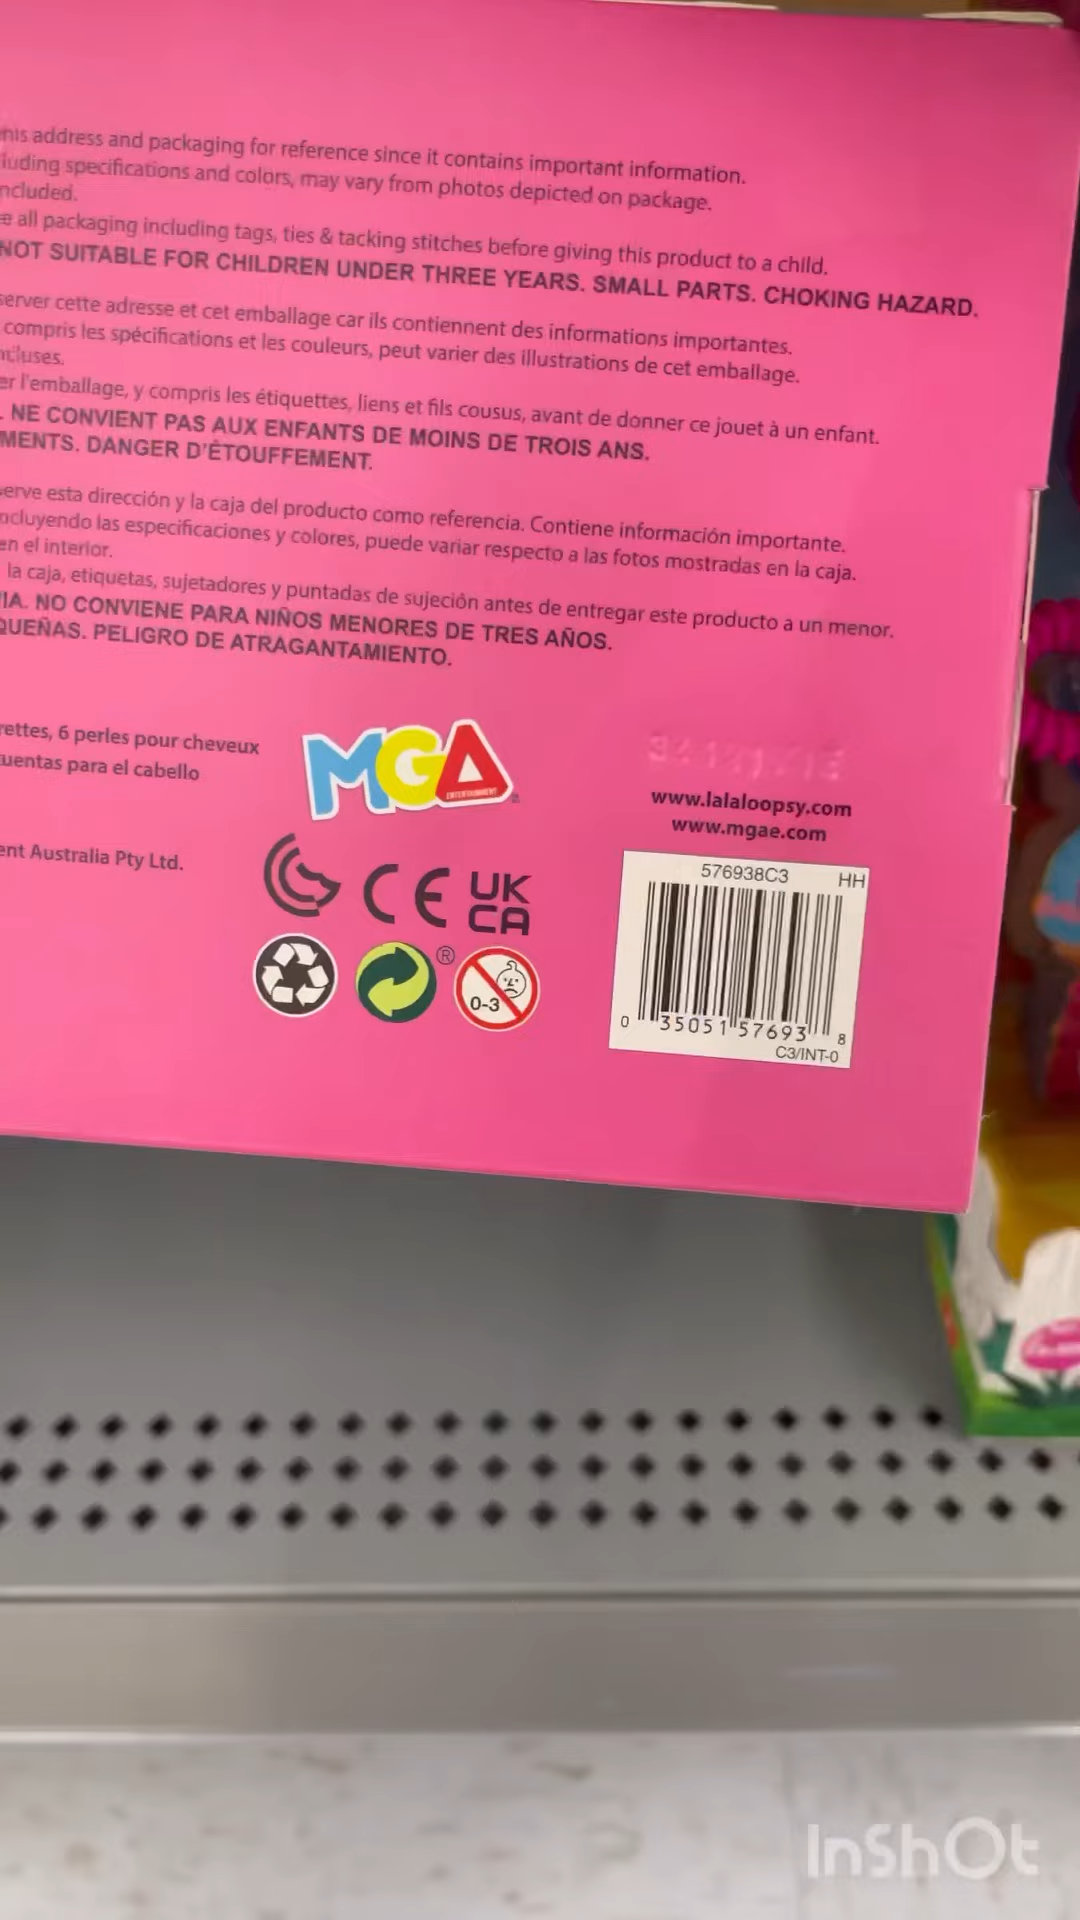 his address and packaging for reference since it contains important information.
luding specifications and colors, may vary from photos depicted on package.
ncluded.
e all packaging including tags, ties & tacking stitches before giving this product to a child.
NOT SUITABLE FOR CHILDREN UNDER THREE YEARS. SMALL PARTS. CHOKING HAZARD.
server cette adresse et cet emballage car ils contiennent des informations importantes.
compris les spécifications et les couleurs, peut varier des illustrations de cet emballage.
ncluses.
er l'emballage, y compris les étiquettes, liens et fils cousus, avant de donner ce jouet à un enfant.
. NE CONVIENT PAS AUX ENFANTS DE MOINS DE TROIS ANS.
MENTS. DANGER D'ÉTOUFFEMENT.
serve esta dirección y la caja del producto como referencia. Contiene información importante.
ncluyendo las especificaciones y colores, puede variar respecto a las fotos mostradas en la caja.
en el interior.
la caja, etiquetas, sujetadores y puntadas de sujeción antes de entregar este producto a un menor.
IA. NO CONVIENE PARA NIÑOS MENORES DE TRES AÑOS.
QUEÑAS. PELIGRO DE ATRAGANTAMIENTO.
rettes, 6 perles pour cheveux
uentas para el cabello
MGA
ENTERTAINMENT
www.lalaloopsy.com
www.mgae.com
ent Australia Pty Ltd.
CE UK CA
® 0-3
576938C3 HH
0 35051 57693 8
C3/INT-0
InShOt